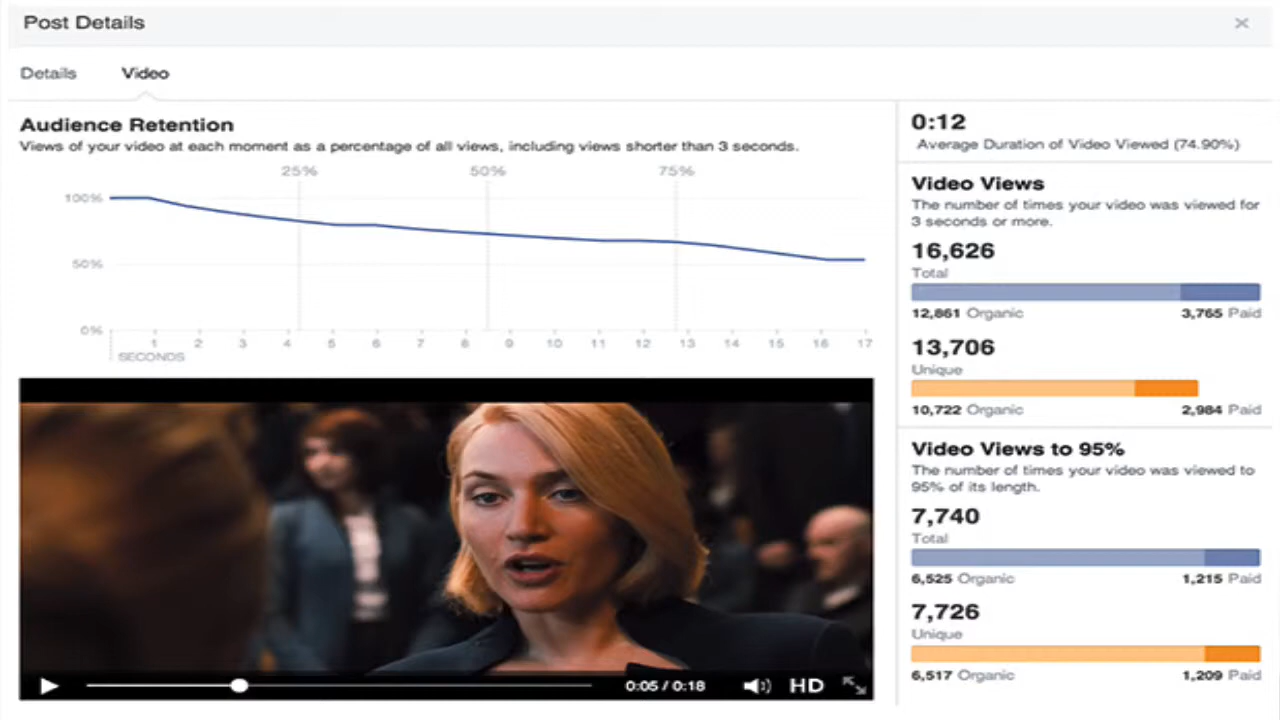 Post Details
×
Details
Video
Audience Retention
Views of your video at each moment as a percentage of all views, including views shorter than 3 seconds.
25%
50%
75%
100%
50%
0%
1 2 3 4 5 6 7 8 9 10 11 12 13 14 15 16 17
SECONDS
0:05 / 0:18
HD
0:12
Average Duration of Video Viewed (74.90%)
Video Views
The number of times your video was viewed for
3 seconds or more.
16,626
Total
12,861 Organic
3,765 Paid
13,706
Unique
10,722 Organic
2,984 Paid
Video Views to 95%
The number of times your video was viewed to
95% of its length.
7,740
Total
6,525 Organic
1,215 Paid
7,726
Unique
6,517 Organic
1,209 Paid